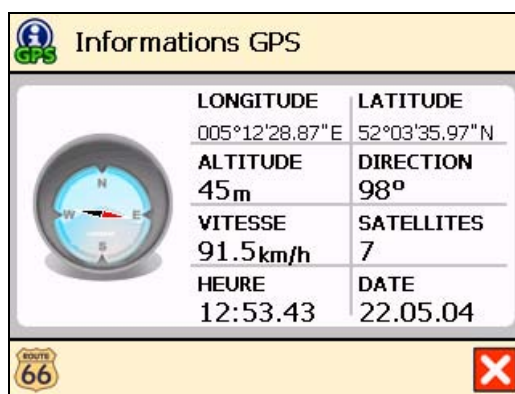 GPS
Informations GPS
LONGITUDE LATITUDE
005°12'28.87"E 52°03'35.97"N
ALTITUDE DIRECTION
45m 98º
VITESSE SATELLITES
91.5km/h 7
HEURE DATE
12:53.43 22.05.04
N
W E
S
ROUTE
66